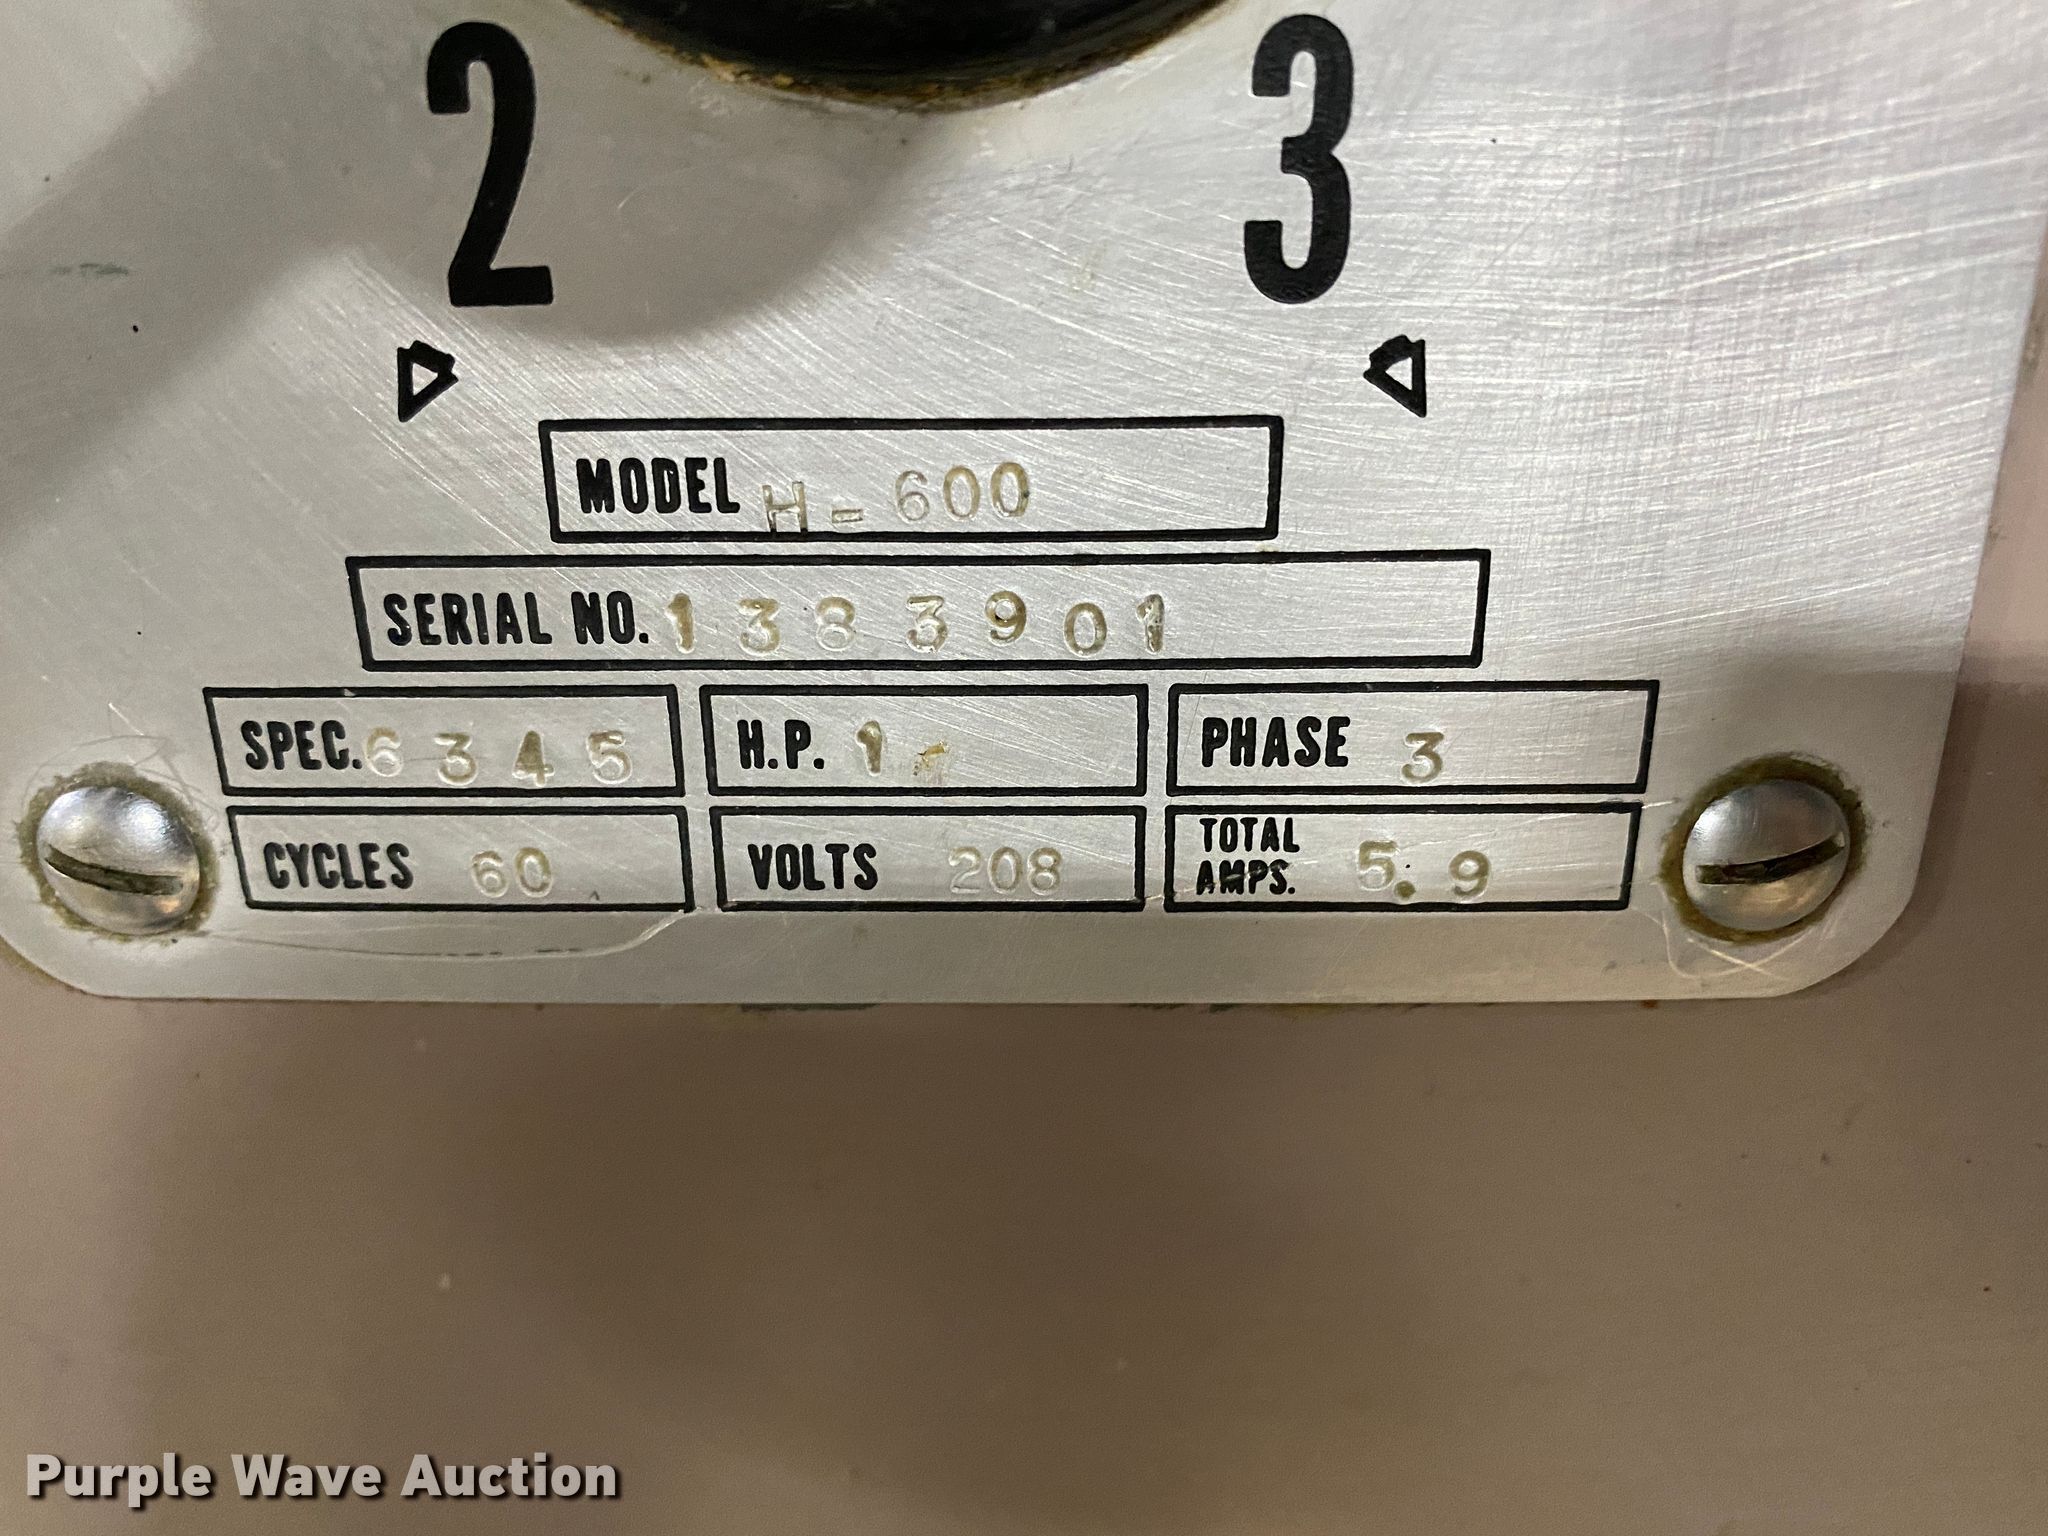 2 3
MODEL H-600
SERIAL NO. 1383901
SPEC. 6345 H.P. 1- PHASE 3
CYCLES 60 VOLTS 208 TOTAL AMPS. 5.9
Purple Wave Auction